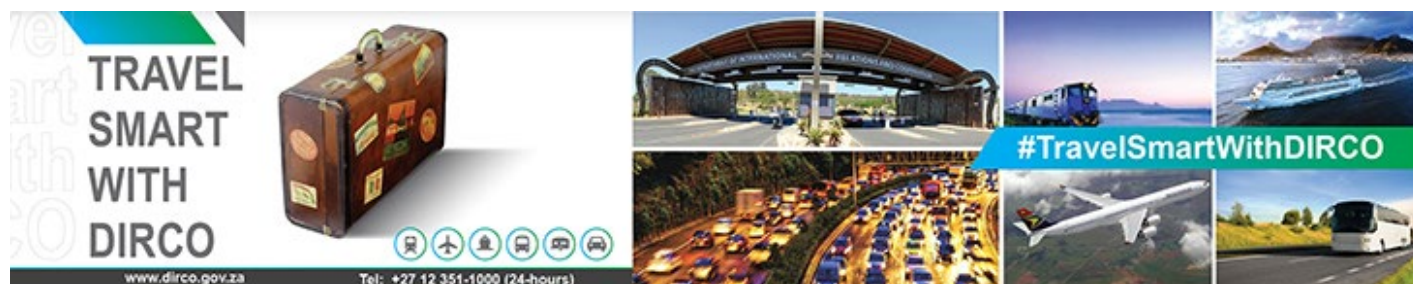 TRAVEL
SMART
WITH
DIRCO
www.dirco.gov.za
Tel: +27 12 351-1000 (24-hours)
#TravelSmartWithDIRCO